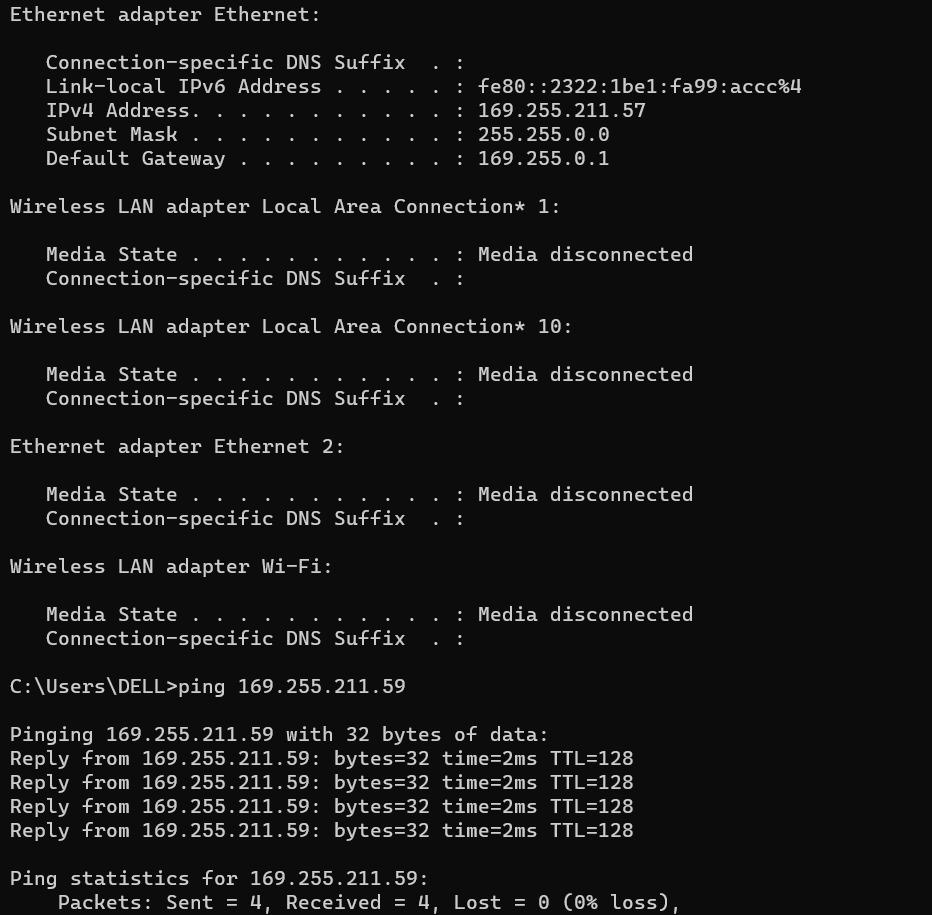 Ethernet adapter Ethernet:
Connection-specific DNS Suffix  . :
Link-local IPv6 Address . . . . . : fe80::2322:1be1:fa99:accc%4
IPv4 Address. . . . . . . . . . . : 169.255.211.57
Subnet Mask . . . . . . . . . . . : 255.255.0.0
Default Gateway . . . . . . . . . : 169.255.0.1
Wireless LAN adapter Local Area Connection* 1:
Media State . . . . . . . . . . . : Media disconnected
Connection-specific DNS Suffix  . :
Wireless LAN adapter Local Area Connection* 10:
Media State . . . . . . . . . . . : Media disconnected
Connection-specific DNS Suffix  . :
Ethernet adapter Ethernet 2:
Media State . . . . . . . . . . . : Media disconnected
Connection-specific DNS Suffix  . :
Wireless LAN adapter Wi-Fi:
Media State . . . . . . . . . . . : Media disconnected
Connection-specific DNS Suffix  . :
C:\Users\DELL>ping 169.255.211.59
Pinging 169.255.211.59 with 32 bytes of data:
Reply from 169.255.211.59: bytes=32 time=2ms TTL=128
Reply from 169.255.211.59: bytes=32 time=2ms TTL=128
Reply from 169.255.211.59: bytes=32 time=2ms TTL=128
Reply from 169.255.211.59: bytes=32 time=2ms TTL=128
Ping statistics for 169.255.211.59:
Packets: Sent = 4, Received = 4, Lost = 0 (0% loss),